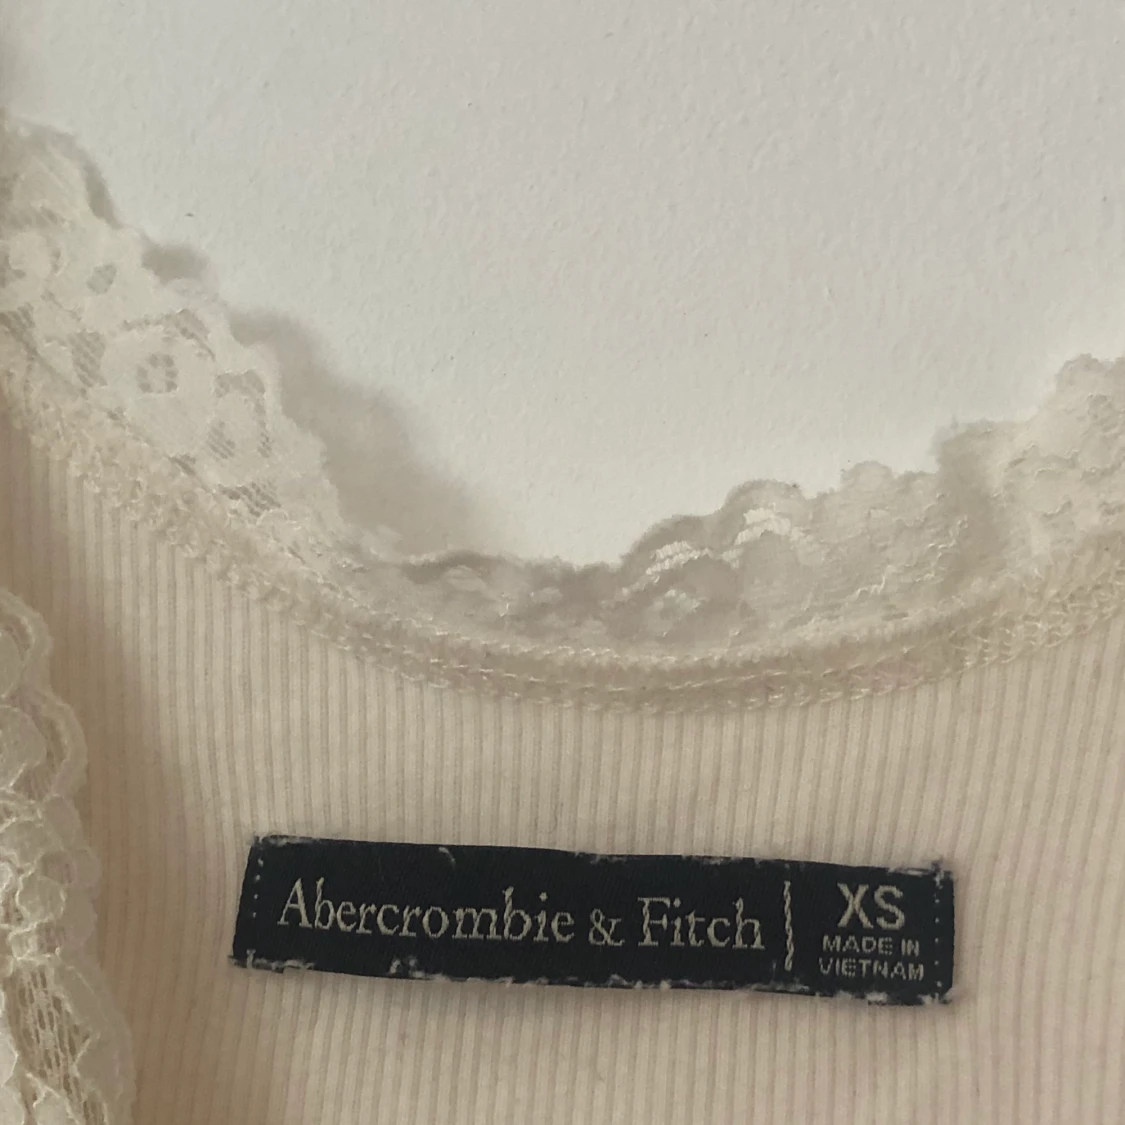 Abercrombie & Fitch
XS
MADE IN
VIETNAM